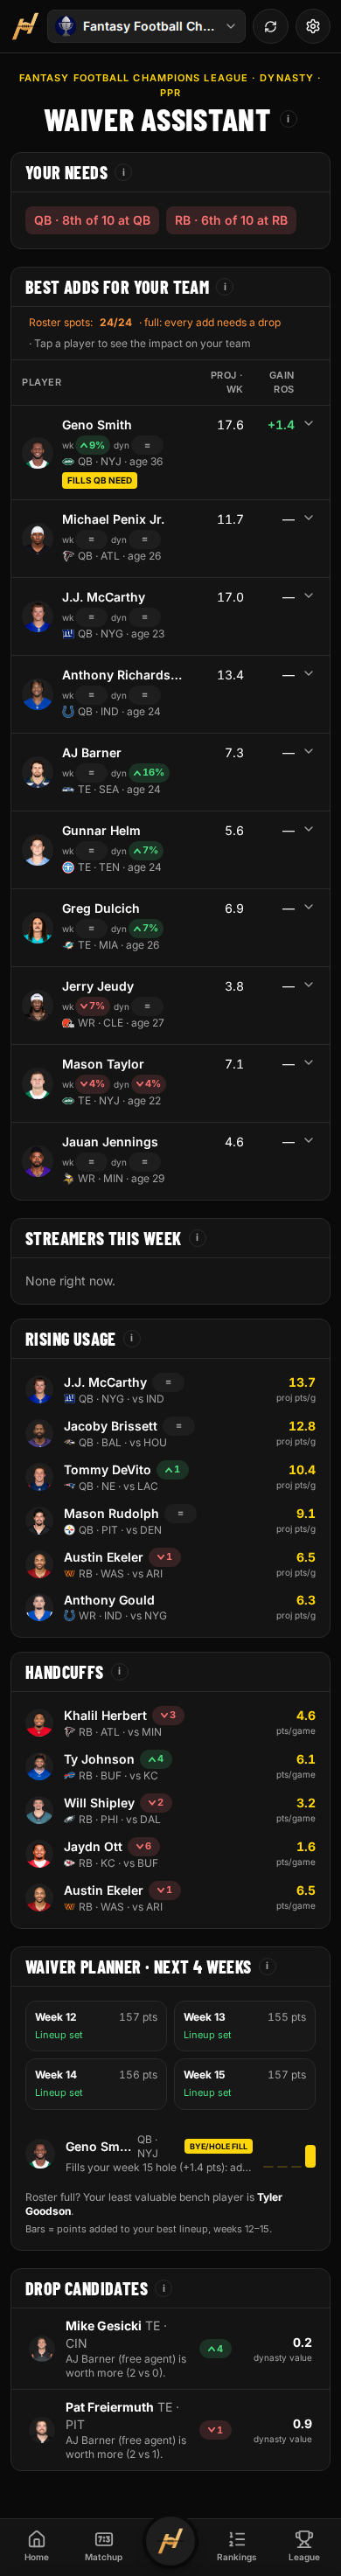 Fantasy Football Ch...
FANTASY FOOTBALL CHAMPIONS LEAGUE · DYNASTY ·
PPR
WAIVER ASSISTANT i
YOUR NEEDS i
QB · 8th of 10 at QB RB · 6th of 10 at RB
BEST ADDS FOR YOUR TEAM i
Roster spots: 24/24 · full: every add needs a drop
· Tap a player to see the impact on your team
PLAYER PROJ · WK GAIN ROS
Geno Smith 17.6 +1.4
wk 9% dyn =
QB · NYJ · age 36
FILLS QB NEED
Michael Penix Jr. 11.7 —
wk = dyn =
QB · ATL · age 26
J.J. McCarthy 17.0 —
wk = dyn =
QB · NYG · age 23
Anthony Richards... 13.4 —
wk = dyn =
QB · IND · age 24
AJ Barner 7.3 —
wk = dyn 16%
TE · SEA · age 24
Gunnar Helm 5.6 —
wk = dyn 7%
TE · TEN · age 24
Greg Dulcich 6.9 —
wk = dyn 7%
TE · MIA · age 26
Jerry Jeudy 3.8 —
wk 7% dyn =
WR · CLE · age 27
Mason Taylor 7.1 —
wk 4% dyn 4%
TE · NYJ · age 22
Jauan Jennings 4.6 —
wk = dyn =
WR · MIN · age 29
STREAMERS THIS WEEK i
None right now.
RISING USAGE i
J.J. McCarthy = 13.7
QB · NYG · vs IND proj pts/g
Jacoby Brissett = 12.8
QB · BAL · vs HOU proj pts/g
Tommy DeVito 1 10.4
QB · NE · vs LAC proj pts/g
Mason Rudolph = 9.1
QB · PIT · vs DEN proj pts/g
Austin Ekeler 1 6.5
RB · WAS · vs ARI proj pts/g
Anthony Gould 6.3
WR · IND · vs NYG proj pts/g
HANDCUFFS i
Khalil Herbert 3 4.6
RB · ATL · vs MIN pts/game
Ty Johnson 4 6.1
RB · BUF · vs KC pts/game
Will Shipley 2 3.2
RB · PHI · vs DAL pts/game
Jaydn Ott 6 1.6
RB · KC · vs BUF pts/game
Austin Ekeler 1 6.5
RB · WAS · vs ARI pts/game
WAIVER PLANNER · NEXT 4 WEEKS i
Week 12 157 pts
Lineup set
Week 13 155 pts
Lineup set
Week 14 156 pts
Lineup set
Week 15 157 pts
Lineup set
Geno Sm... QB · NYJ BYE/HOLE FILL
Fills your week 15 hole (+1.4 pts): ad...
Roster full? Your least valuable bench player is Tyler
Goodson.
Bars = points added to your best lineup, weeks 12–15.
DROP CANDIDATES i
Mike Gesicki TE · CIN 4 0.2
AJ Barner (free agent) is dynasty value
worth more (2 vs 0).
Pat Freiermuth TE · PIT 1 0.9
AJ Barner (free agent) is dynasty value
worth more (2 vs 1).
Home Matchup Rankings League